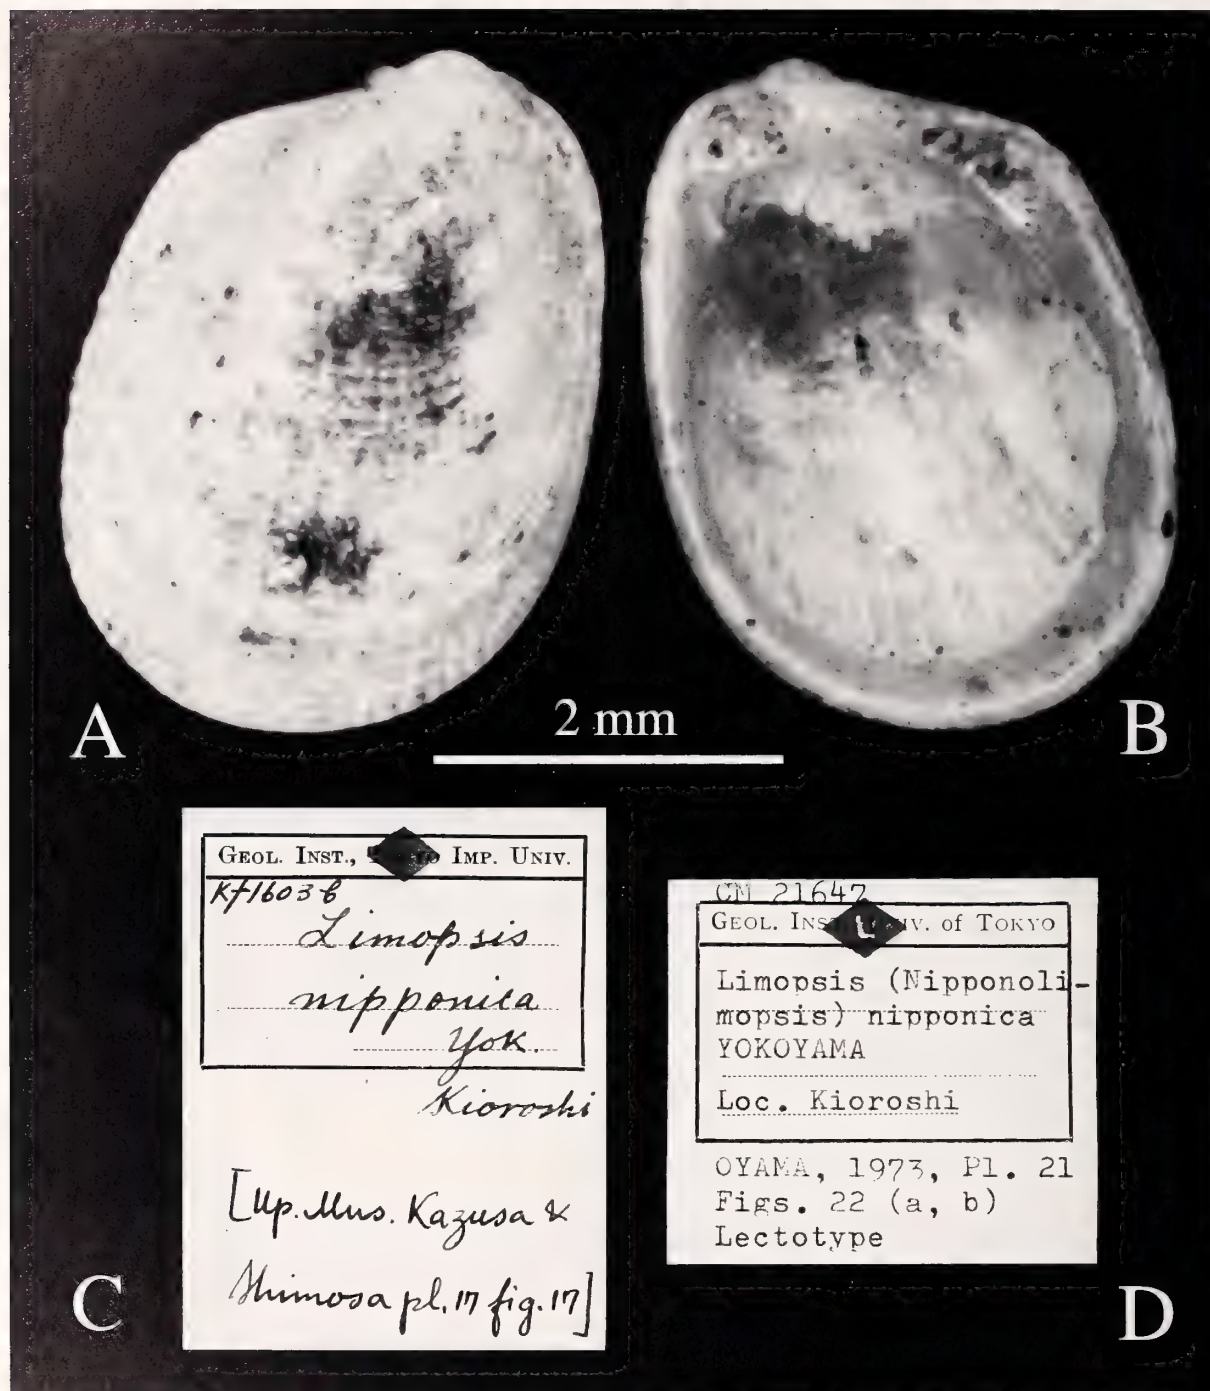 A
B
2 mm
GEOL. INST., IMP. UNIV.
Kf1603b
Limopsis
nipponica
Yok.
Kioroshi
[Up. Mus. Kazusa &
Shimosa pl. 17 fig. 17]
C
CM 21647
GEOL. INST. of TOKYO
Limopsis (Nipponoli-
mopsis) nipponica
YOKOYAMA
Loc. Kioroshi
OYAMA, 1973, Pl. 21
Figs. 22 (a, b)
Lectotype
D